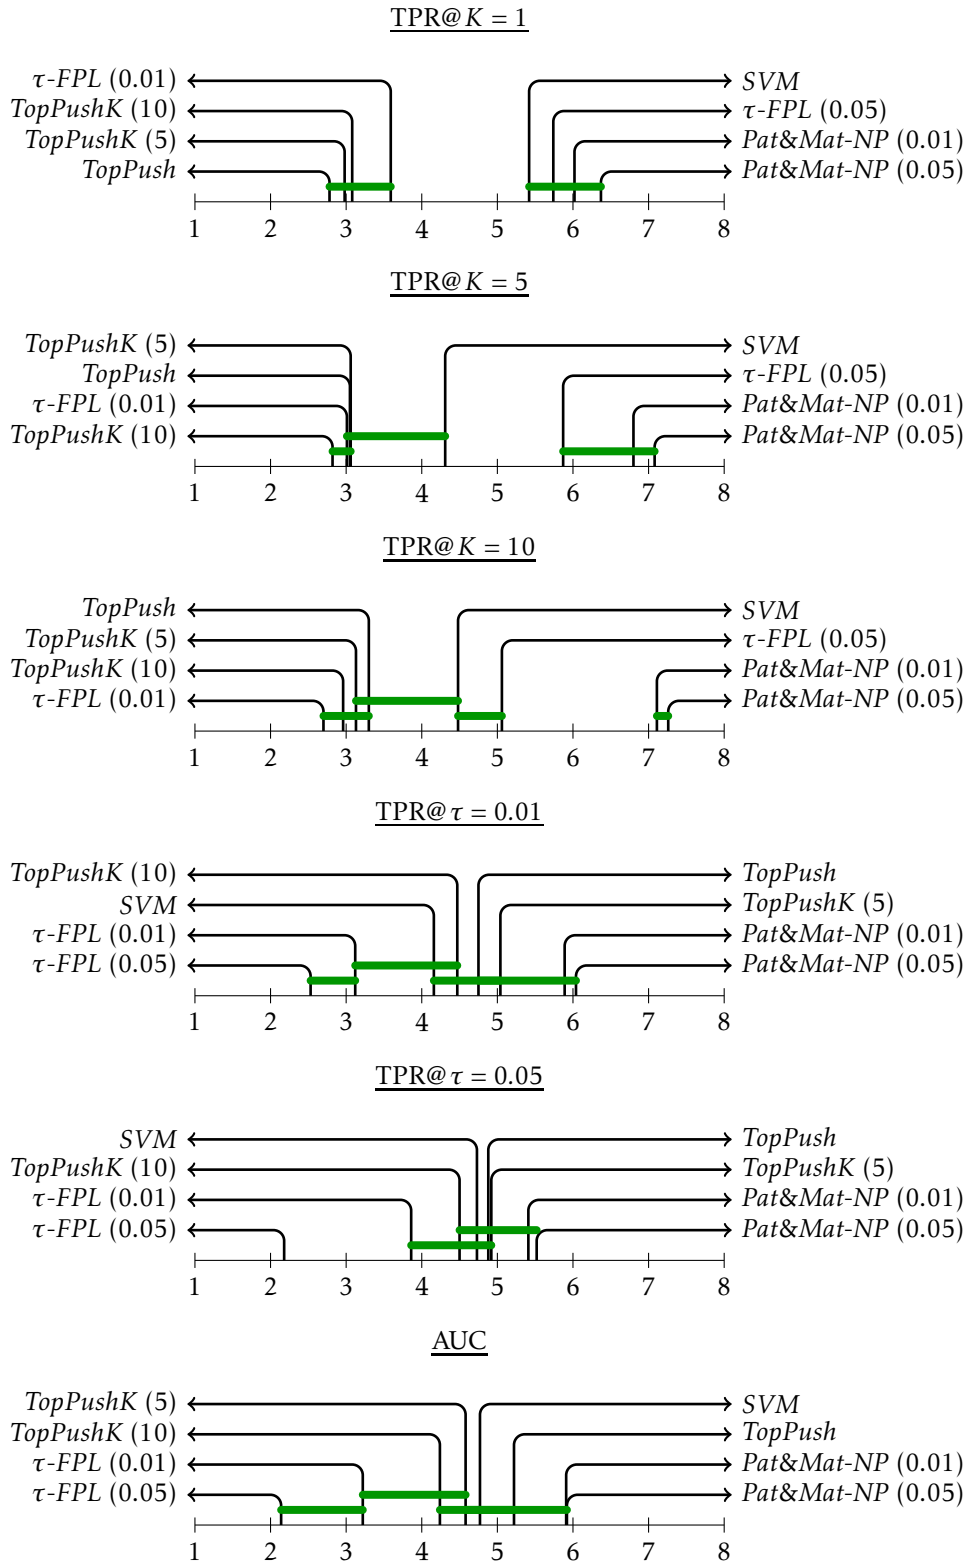 TPR@K = 1
τ-FPL (0.01) SVM
TopPushK (10) τ-FPL (0.05)
TopPushK (5) Pat&Mat-NP (0.01)
TopPush Pat&Mat-NP (0.05)
1 2 3 4 5 6 7 8
TPR@K = 5
TopPushK (5) SVM
TopPush τ-FPL (0.05)
τ-FPL (0.01) Pat&Mat-NP (0.01)
TopPushK (10) Pat&Mat-NP (0.05)
1 2 3 4 5 6 7 8
TPR@K = 10
TopPush SVM
TopPushK (5) τ-FPL (0.05)
TopPushK (10) Pat&Mat-NP (0.01)
τ-FPL (0.01) Pat&Mat-NP (0.05)
1 2 3 4 5 6 7 8
TPR@τ = 0.01
TopPushK (10) TopPush
SVM TopPushK (5)
τ-FPL (0.01) Pat&Mat-NP (0.01)
τ-FPL (0.05) Pat&Mat-NP (0.05)
1 2 3 4 5 6 7 8
TPR@τ = 0.05
SVM TopPush
TopPushK (10) TopPushK (5)
τ-FPL (0.01) Pat&Mat-NP (0.01)
τ-FPL (0.05) Pat&Mat-NP (0.05)
1 2 3 4 5 6 7 8
AUC
TopPushK (5) SVM
TopPushK (10) TopPush
τ-FPL (0.01) Pat&Mat-NP (0.01)
τ-FPL (0.05) Pat&Mat-NP (0.05)
1 2 3 4 5 6 7 8